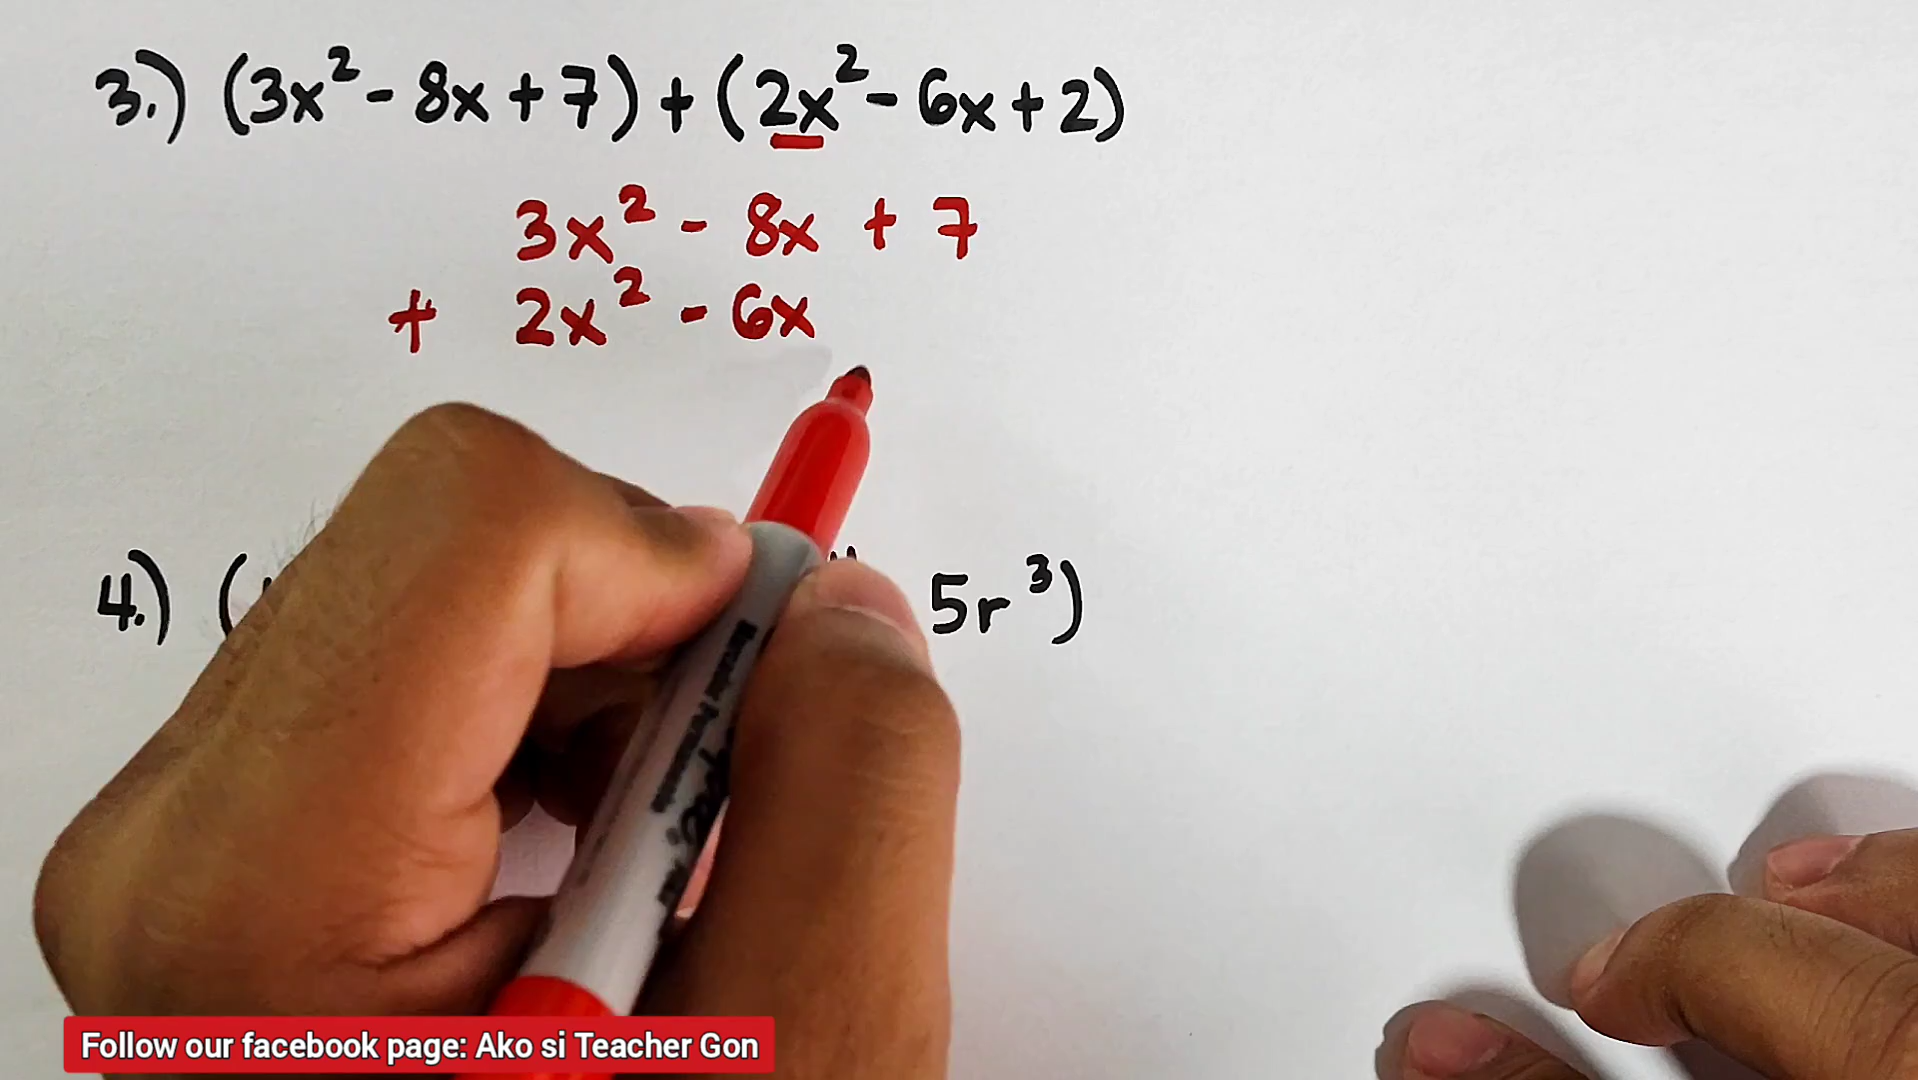 3.) (3x² - 8x + 7) + (2x² - 6x + 2)
3x² - 8x + 7
+ 2x² - 6x
4.) (
5r³)
Follow our facebook page: Ako si Teacher Gon